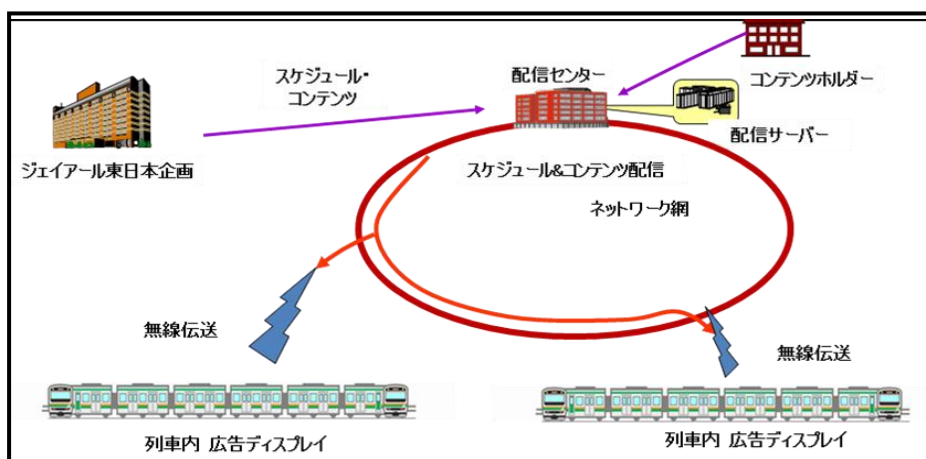 スケジュール・
コンテンツ
配信センター
コンテンツホルダー
配信サーバー
ジェイアール東日本企画
スケジュール&コンテンツ配信
ネットワーク網
無線伝送
無線伝送
列車内 広告ディスプレイ
列車内 広告ディスプレイ